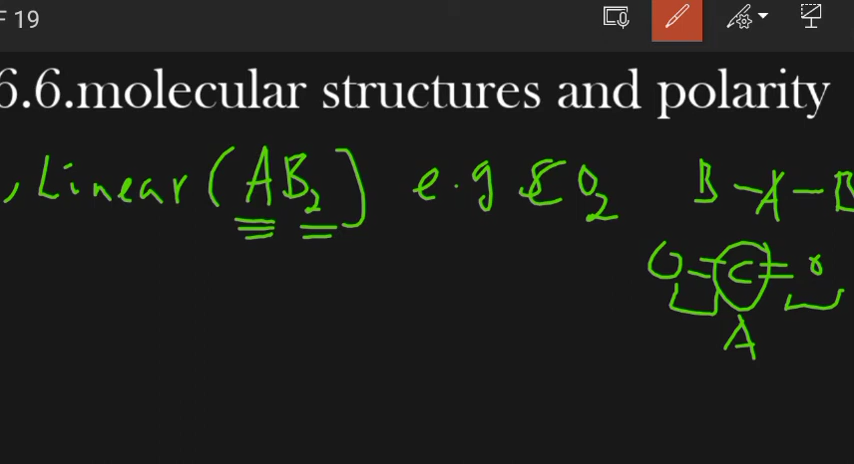 F 19
6.6.molecular structures and polarity
, Linear (AB₂) e.g CO₂ B-A-B
O=C=O
A